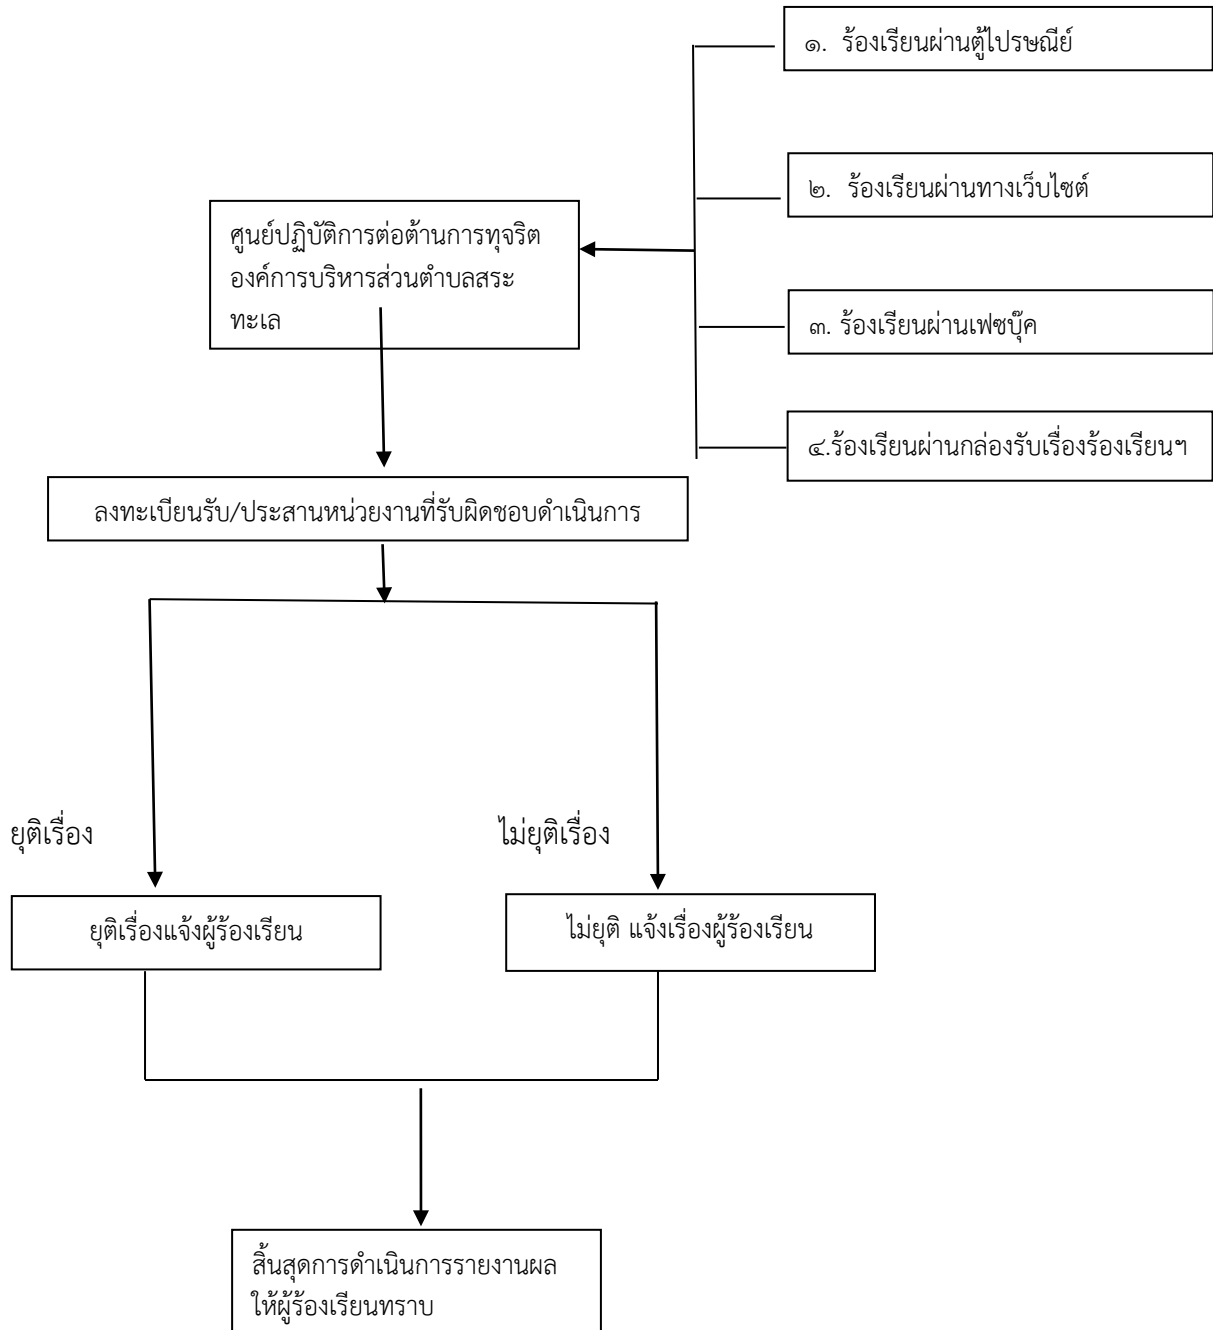 ๑. ร้องเรียนผ่านตู้ไปรษณีย์
๒. ร้องเรียนผ่านทางเว็บไซต์
ศูนย์ปฏิบัติการต่อต้านการทุจริต
องค์การบริหารส่วนตำบลสระ
ทะเล
๓. ร้องเรียนผ่านเฟซบุ๊ค
๔.ร้องเรียนผ่านกล่องรับเรื่องร้องเรียนฯ
ลงทะเบียนรับ/ประสานหน่วยงานที่รับผิดชอบดำเนินการ
ยุติเรื่อง
ไม่ยุติเรื่อง
ยุติเรื่องแจ้งผู้ร้องเรียน
ไม่ยุติ แจ้งเรื่องผู้ร้องเรียน
สิ้นสุดการดำเนินการรายงานผล
ให้ผู้ร้องเรียนทราบ